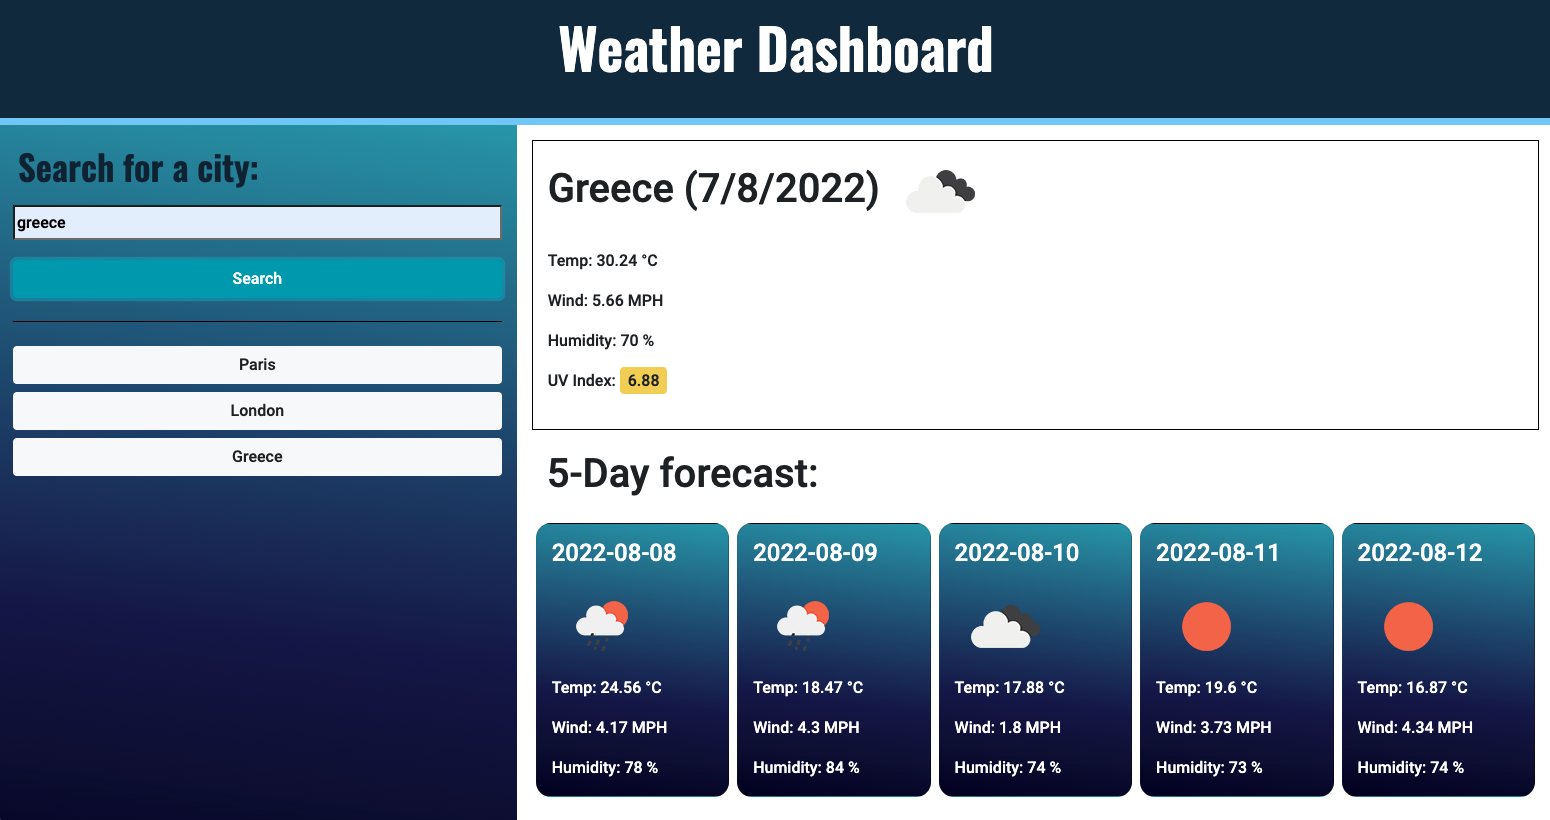 Weather Dashboard
Search for a city:
greece
Search
Paris
London
Greece
Greece (7/8/2022)
Temp: 30.24 °C
Wind: 5.66 MPH
Humidity: 70 %
UV Index: 6.88
5-Day forecast:
2022-08-08
Temp: 24.56 °C
Wind: 4.17 MPH
Humidity: 78 %
2022-08-09
Temp: 18.47 °C
Wind: 4.3 MPH
Humidity: 84 %
2022-08-10
Temp: 17.88 °C
Wind: 1.8 MPH
Humidity: 74 %
2022-08-11
Temp: 19.6 °C
Wind: 3.73 MPH
Humidity: 73 %
2022-08-12
Temp: 16.87 °C
Wind: 4.34 MPH
Humidity: 74 %